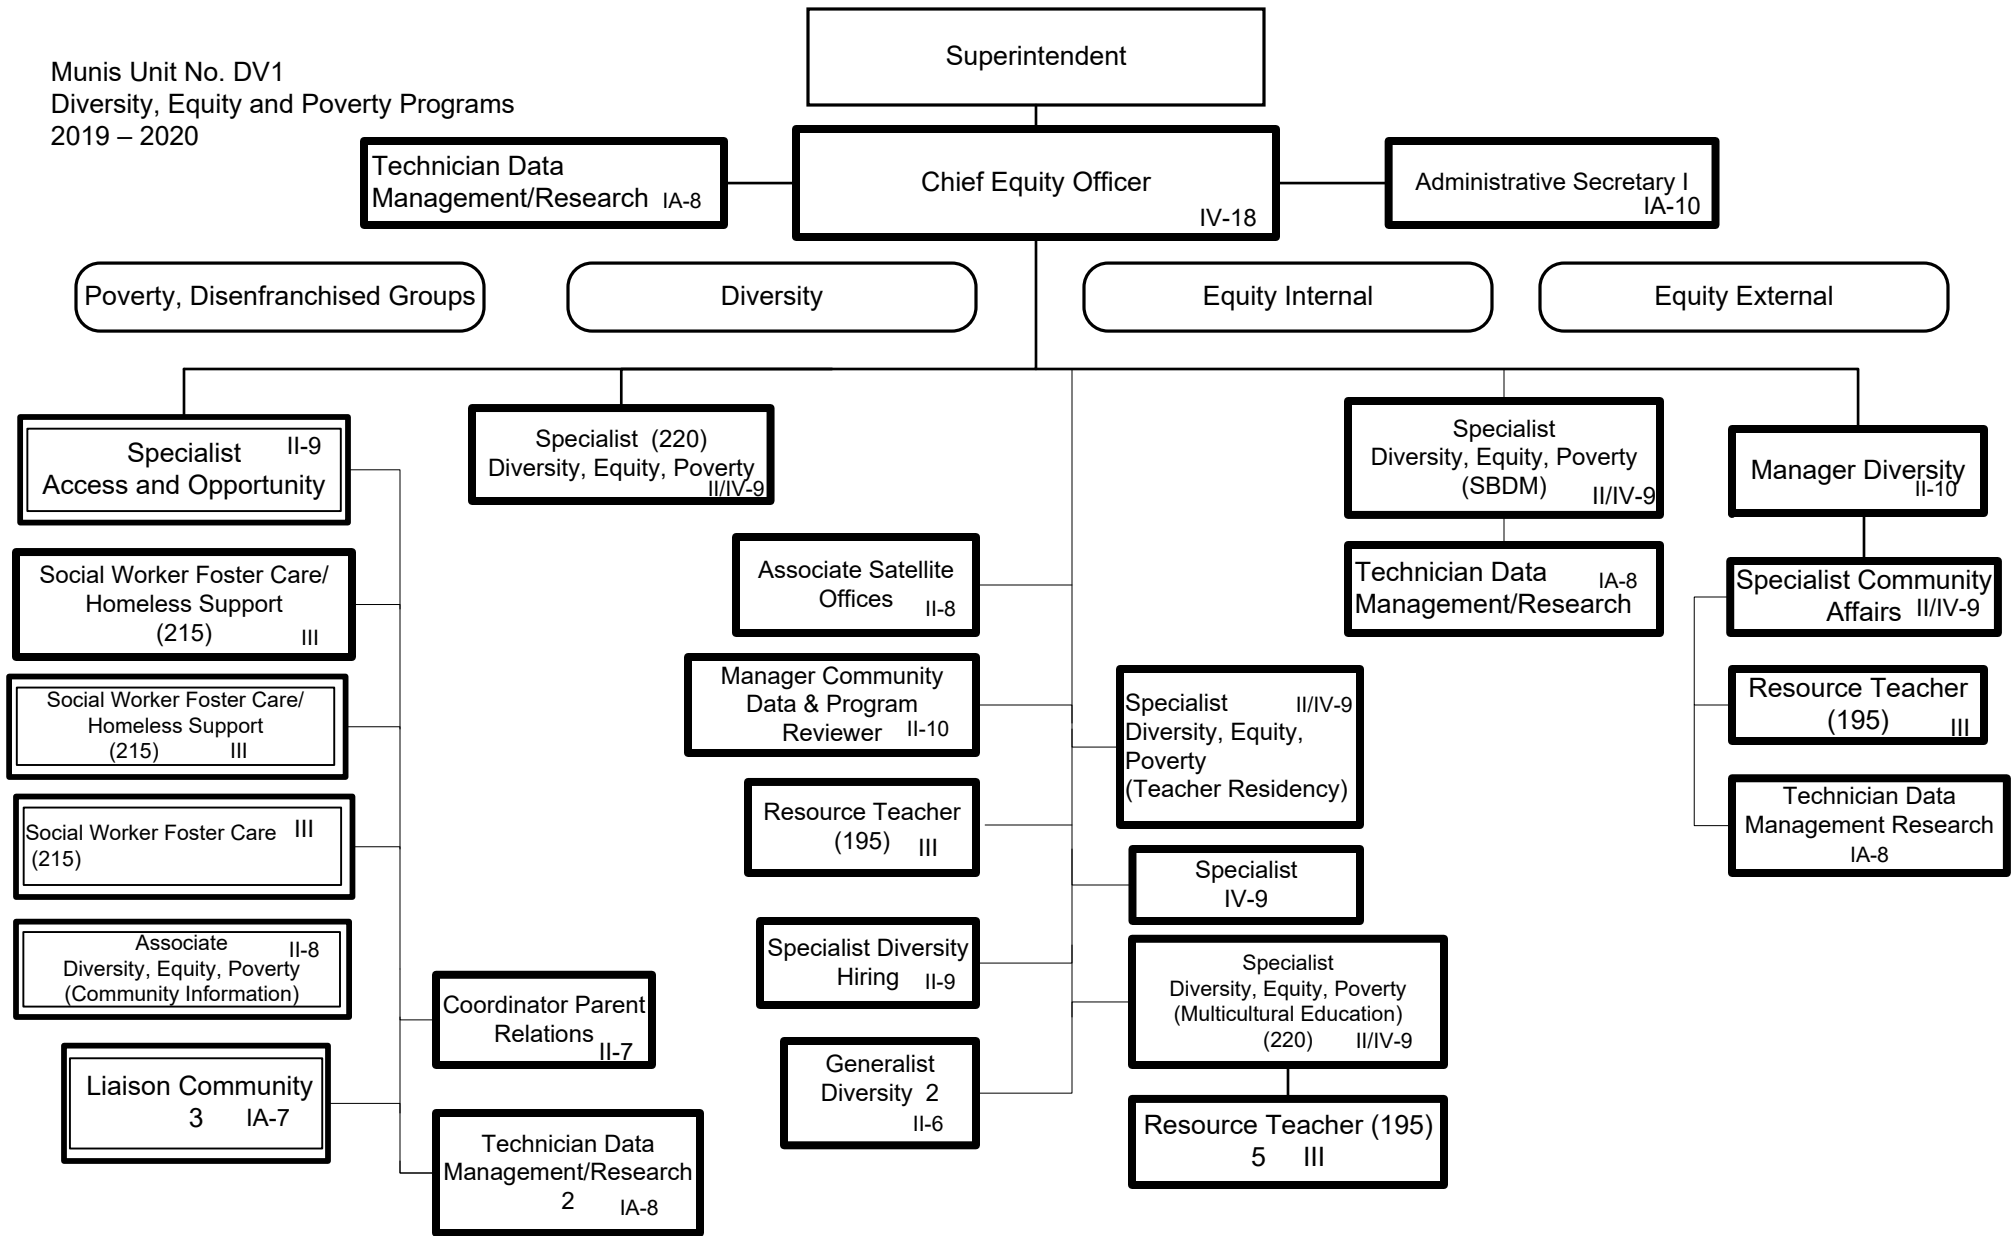 Superintendent
Munis Unit No. DV1
Diversity, Equity and Poverty Programs
2019 – 2020
Technician Data
Management/Research IA-8
Chief Equity Officer
IV-18
Administrative Secretary I
IA-10
Poverty, Disenfranchised Groups
Diversity
Equity Internal
Equity External
Specialist II-9
Access and Opportunity
Social Worker Foster Care/
Homeless Support
(215) III
Social Worker Foster Care/
Homeless Support
(215) III
Social Worker Foster Care III
(215)
Associate II-8
Diversity, Equity, Poverty
(Community Information)
Liaison Community
3 IA-7
Coordinator Parent
Relations
II-7
Technician Data
Management/Research
2 IA-8
Specialist (220)
Diversity, Equity, Poverty
II/IV-9
Associate Satellite
Offices II-8
Manager Community
Data & Program
Reviewer II-10
Resource Teacher
(195) III
Specialist Diversity
Hiring II-9
Generalist
Diversity 2
II-6
Specialist II/IV-9
Diversity, Equity,
Poverty
(Teacher Residency)
Specialist
IV-9
Specialist
Diversity, Equity, Poverty
(Multicultural Education)
(220) II/IV-9
Resource Teacher (195)
5 III
Specialist
Diversity, Equity, Poverty
(SBDM) II/IV-9
Technician Data IA-8
Management/Research
Manager Diversity
II-10
Specialist Community
Affairs II/IV-9
Resource Teacher
(195) III
Technician Data
Management Research
IA-8